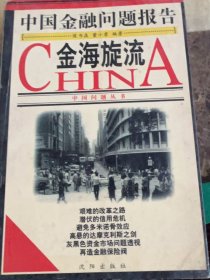 中国金融问题报告
编著
金海旋流
CHINA
中国问题丛书
艰难的改革之路
潜伏的信用危机
避免多米诺骨效应
高悬的达摩克利斯之剑
灰黑色资金市场问题透视
再造金融保险阀
沈阳出版社